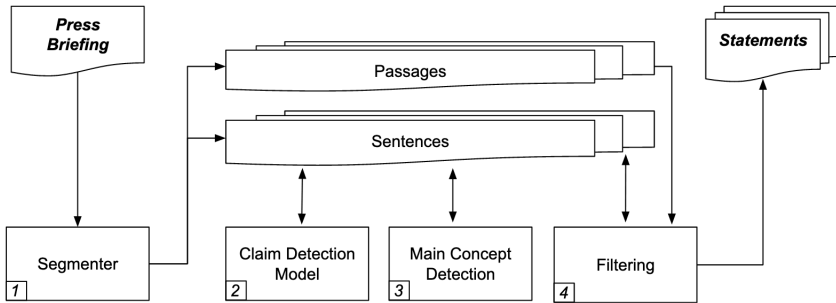 Press
Briefing
Statements
Passages
Sentences
Segmenter
1
Claim Detection
Model
2
Main Concept
Detection
3
Filtering
4